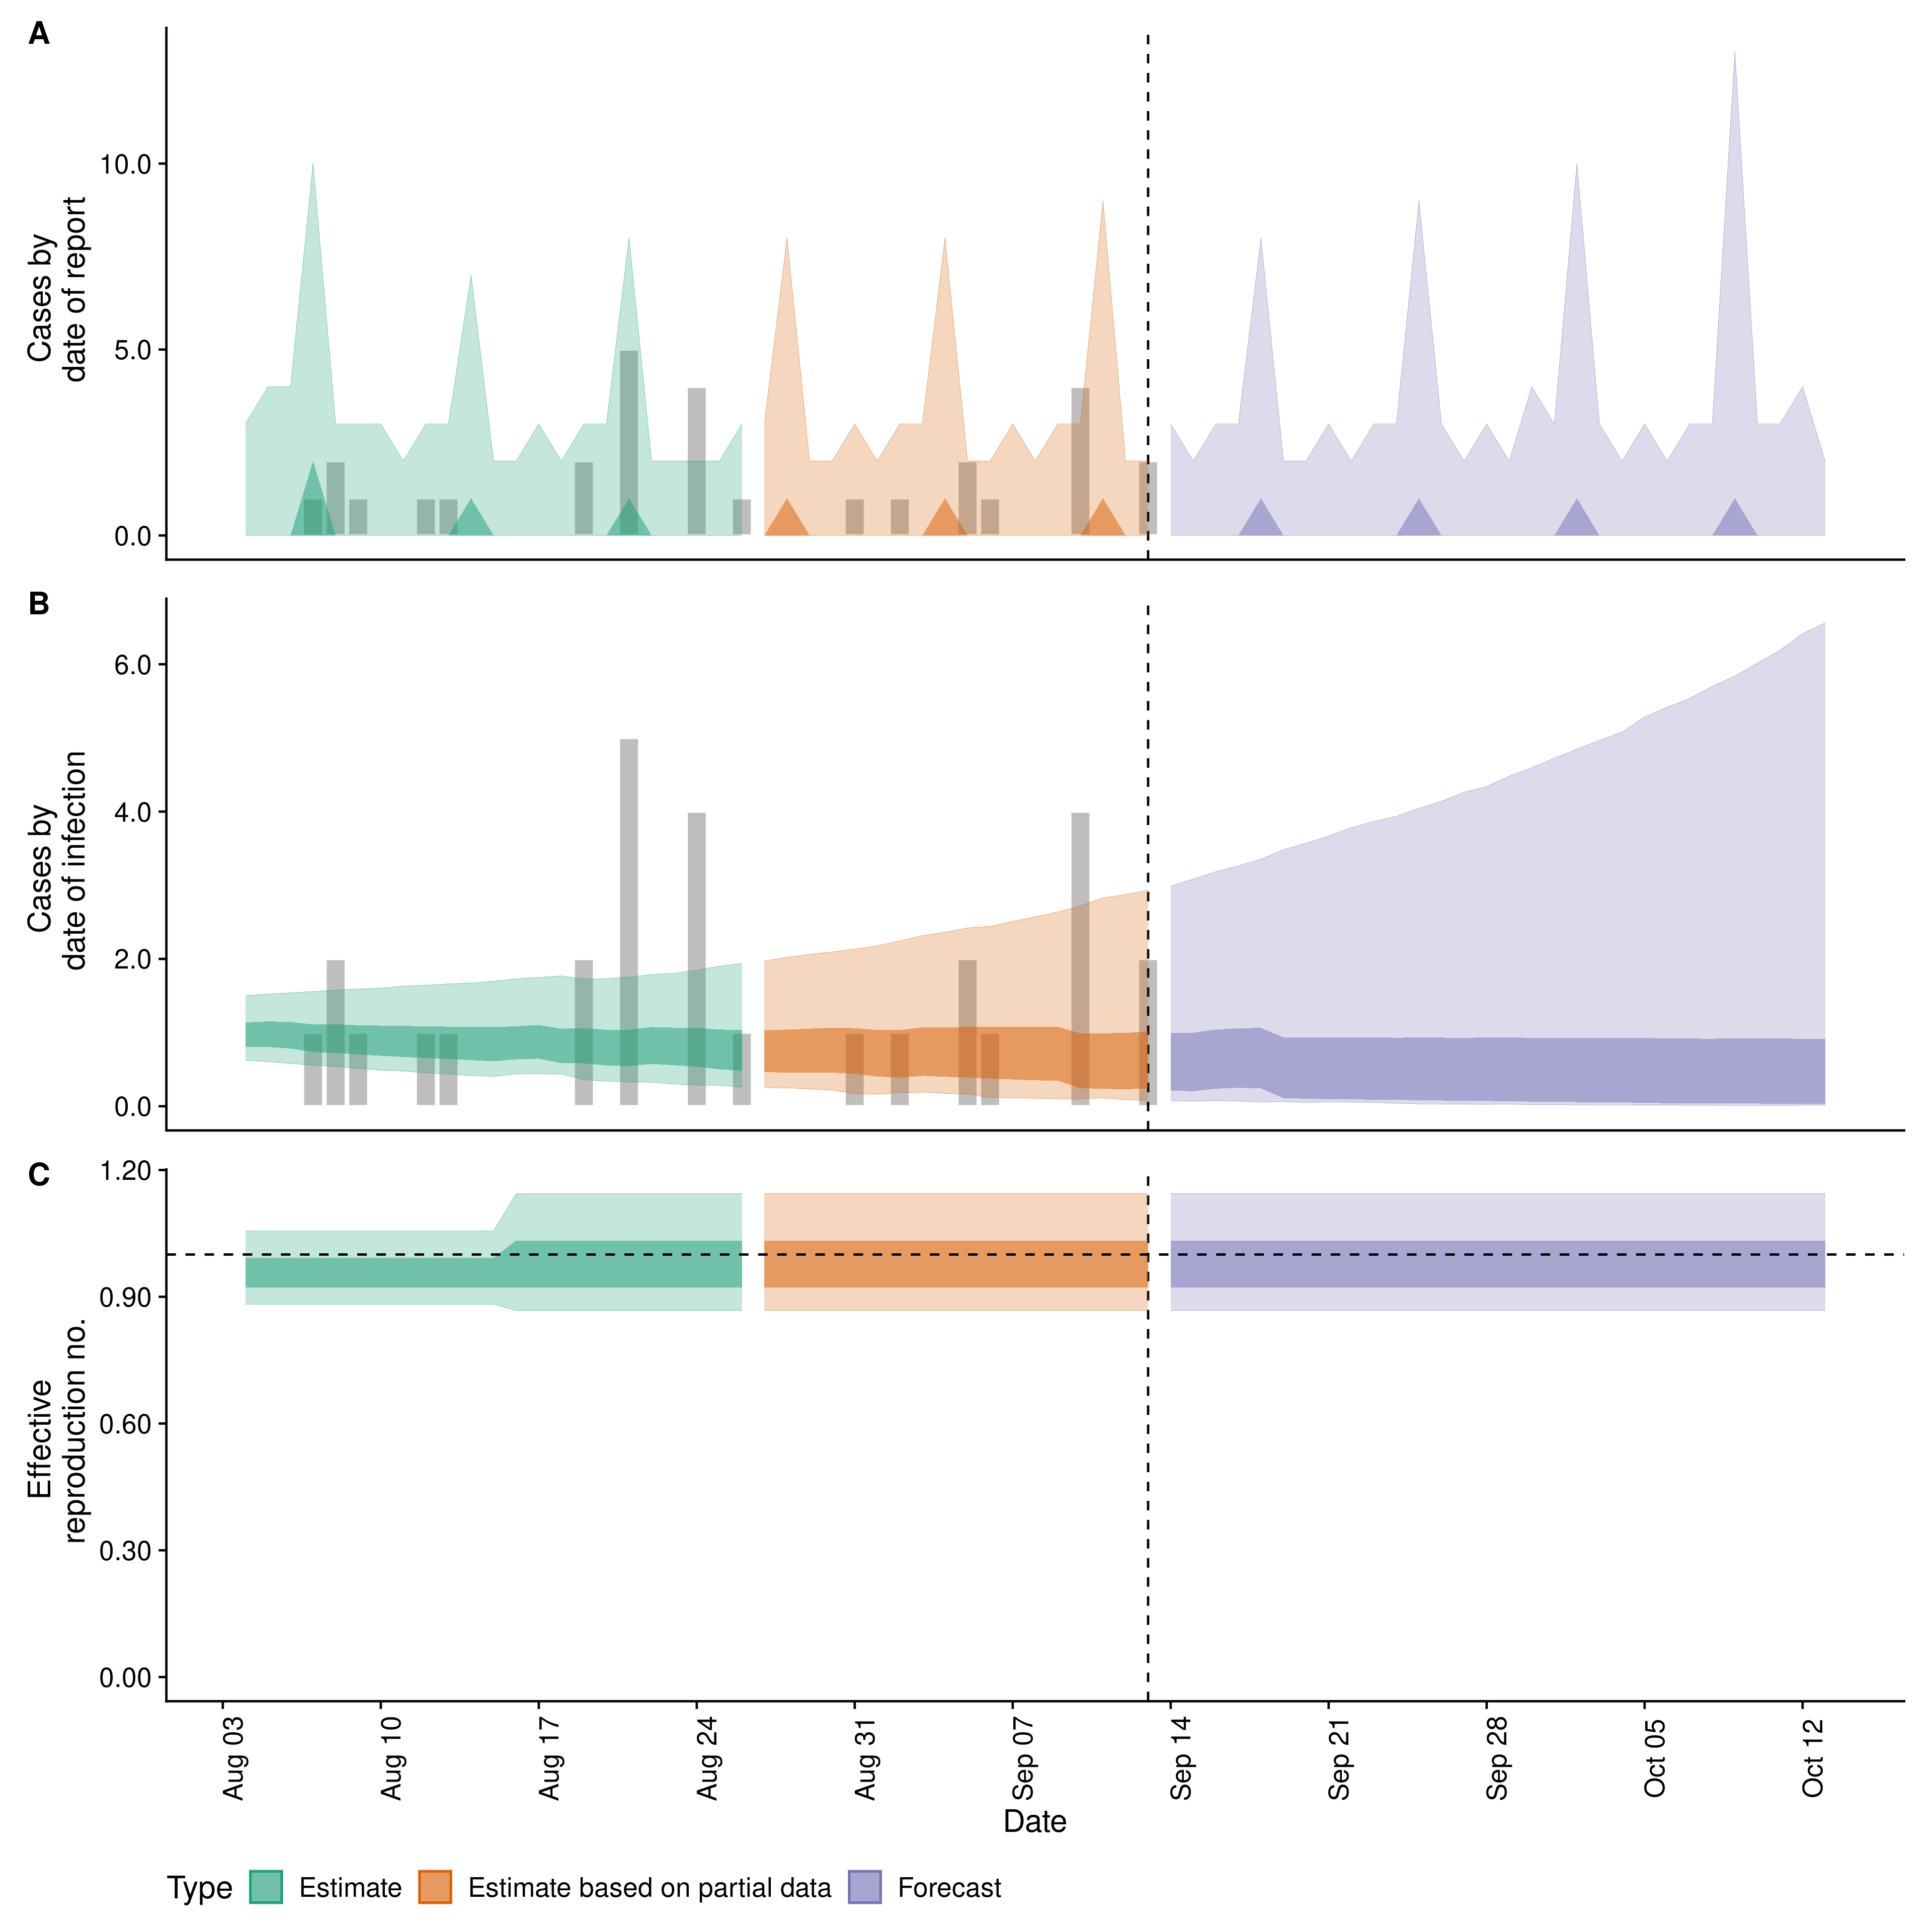 A
Cases by
date of report
10.0
5.0
0.0
B
Cases by
date of infection
6.0
4.0
2.0
0.0
C
Effective
reproduction no.
1.20
0.90
0.60
0.30
0.00
Aug 03
Aug 10
Aug 17
Aug 24
Aug 31
Sep 07
Sep 14
Sep 21
Sep 28
Oct 05
Oct 12
Date
Type Estimate Estimate based on partial data Forecast